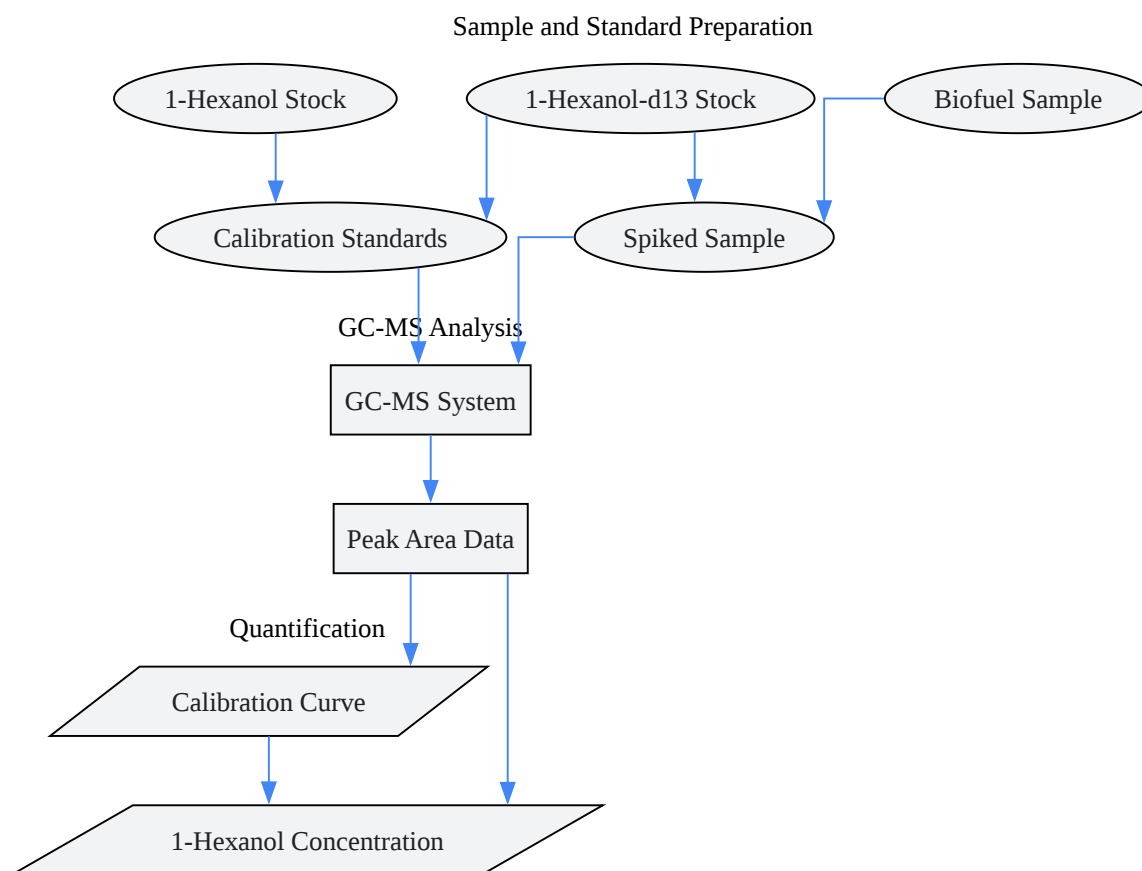 Sample and Standard Preparation
1-Hexanol Stock
1-Hexanol-d13 Stock
Biofuel Sample
Calibration Standards
Spiked Sample
GC-MS Analysis
GC-MS System
Peak Area Data
Quantification
Calibration Curve
1-Hexanol Concentration